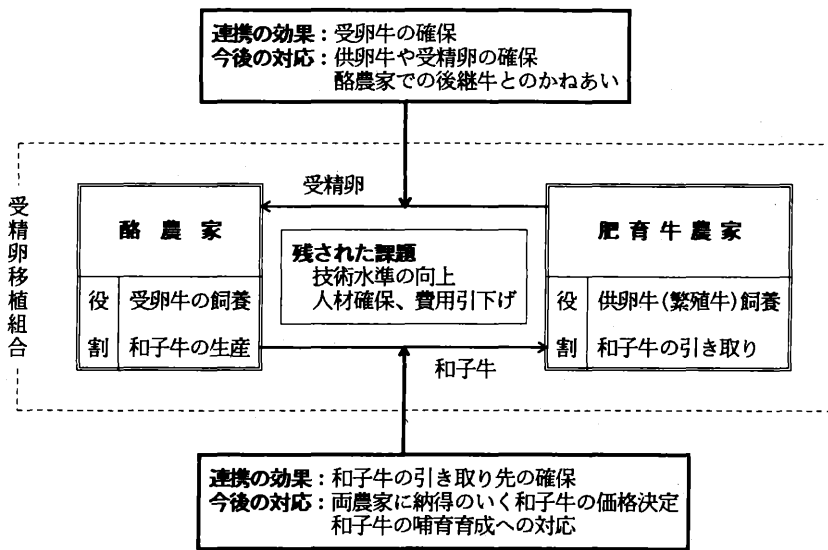 連携の効果：受卵牛の確保
今後の対応：供卵牛や受精卵の確保
酪農家での後継牛とのかねあい
受精卵移植組合
受精卵
酪農家
肥育牛農家
残された課題
技術水準の向上
人材確保、費用引下げ
役割
受卵牛の飼養
和子牛の生産
役割
供卵牛(繁殖牛)飼養
和子牛の引き取り
和子牛
連携の効果：和子牛の引き取り先の確保
今後の対応：両農家に納得のいく和子牛の価格決定
和子牛の哺育育成への対応